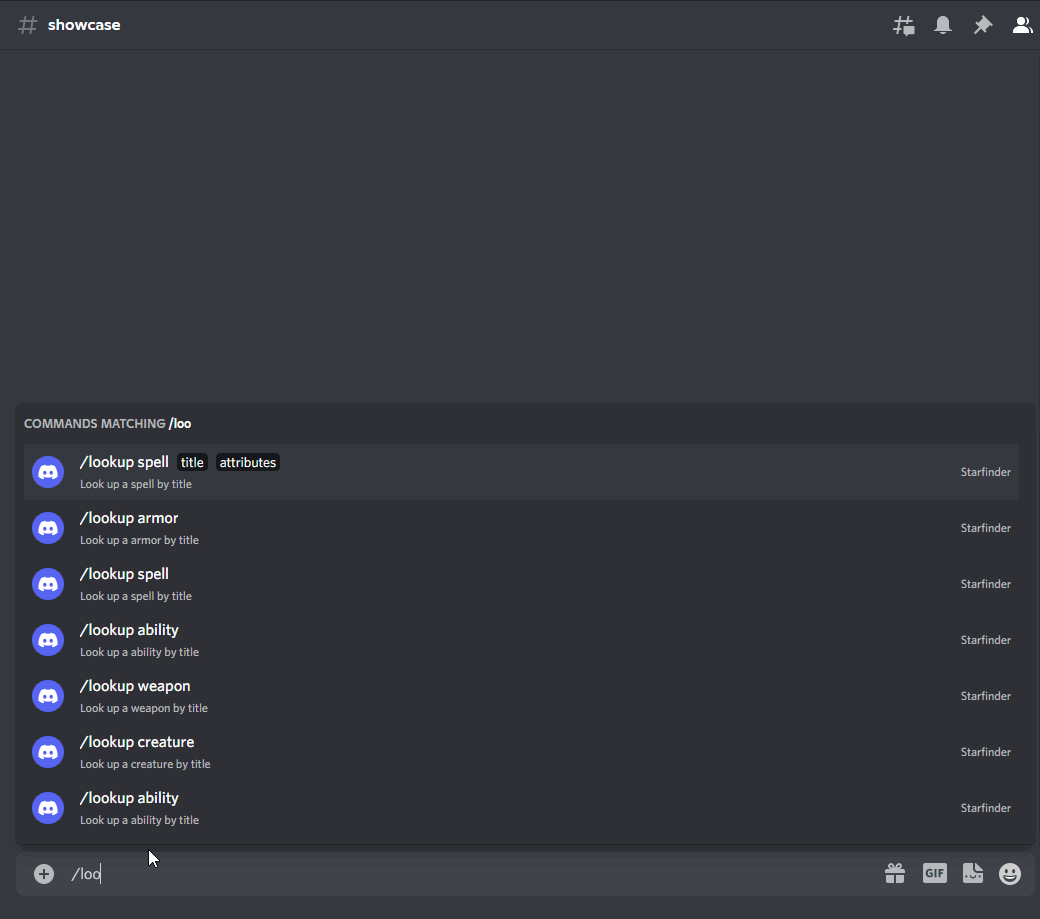 showcase
COMMANDS MATCHING /loo
/lookup spell title attributes
Look up a spell by title
Starfinder
/lookup armor
Look up a armor by title
Starfinder
/lookup spell
Look up a spell by title
Starfinder
/lookup ability
Look up a ability by title
Starfinder
/lookup weapon
Look up a weapon by title
Starfinder
/lookup creature
Look up a creature by title
Starfinder
/lookup ability
Look up a ability by title
Starfinder
/loo
GIF